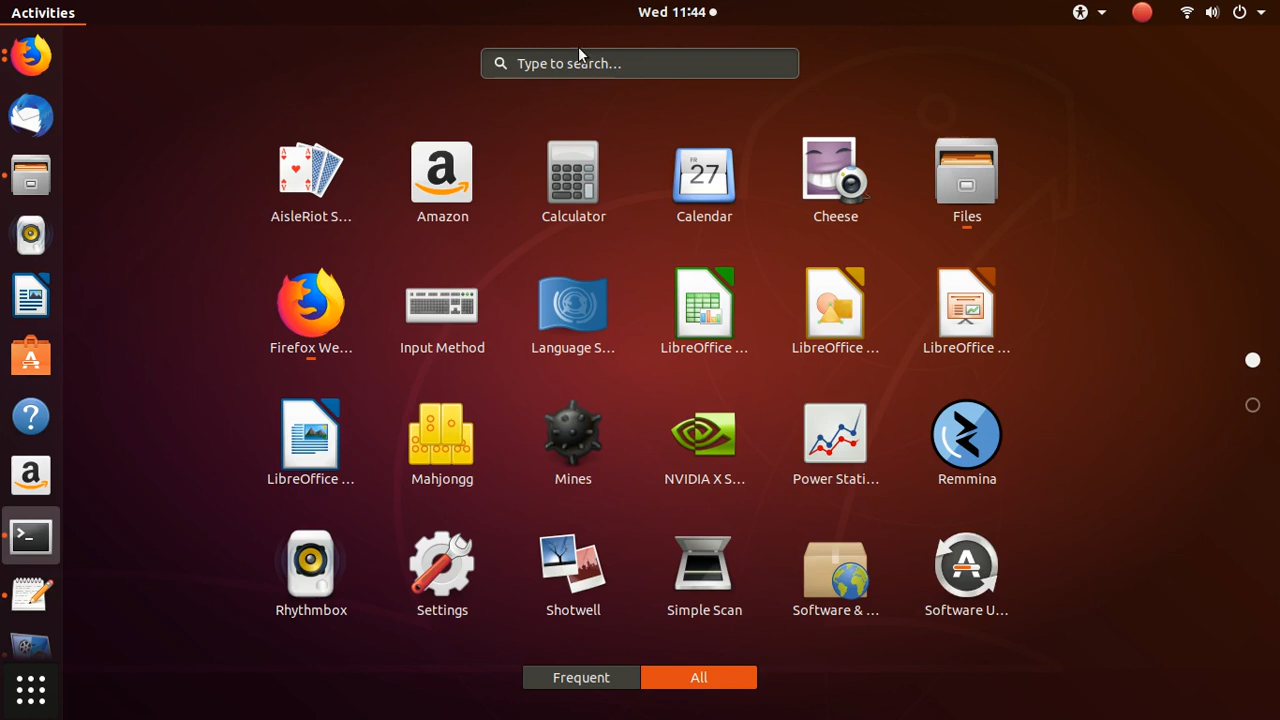 Activities
Wed 11:44
Type to search...
AisleRiot S...
Amazon
Calculator
FR
27
Calendar
Cheese
Files
Firefox We...
Input Method
Language S...
LibreOffice ...
LibreOffice ...
LibreOffice ...
LibreOffice ...
Mahjongg
Mines
NVIDIA X S...
Power Stati...
Remmina
Rhythmbox
Settings
Shotwell
Simple Scan
Software & ...
Software U...
Frequent
All